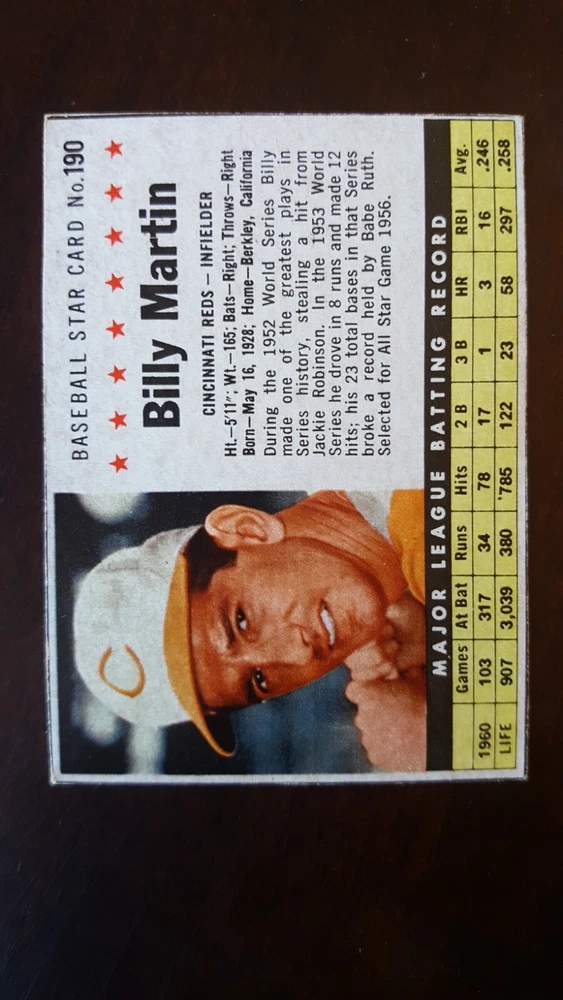 BASEBALL STAR CARD No.190
Billy Martin
CINCINNATI REDS — INFIELDER
Ht.—5'11"; Wt.—165; Bats—Right; Throws—Right
Born—May 16, 1928; Home—Berkley, California
During the 1952 World Series Billy
made one of the greatest plays in
Series history, stealing a hit from
Jackie Robinson. In the 1953 World
Series he drove in 8 runs and made 12
hits; his 23 total bases in that Series
broke a record held by Babe Ruth.
Selected for All Star Game 1956.
C
MAJOR LEAGUE BATTING RECORD
Games At Bat Runs Hits 2 B 3 B HR RBI Avg.
1960 103 317 34 78 17 1 3 16 .246
LIFE 907 3,039 380 '785 122 23 58 297 .258